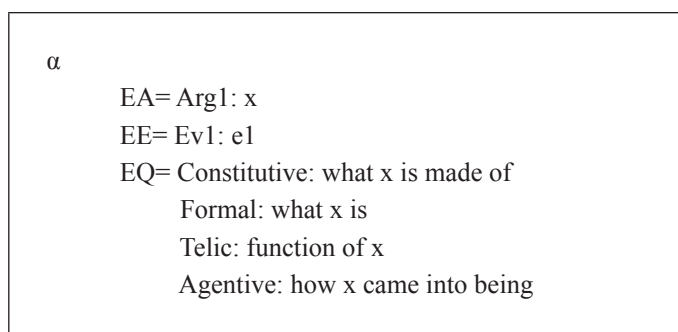 α
EA= Arg1: x
EE= Ev1: e1
EQ= Constitutive: what x is made of
Formal: what x is
Telic: function of x
Agentive: how x came into being